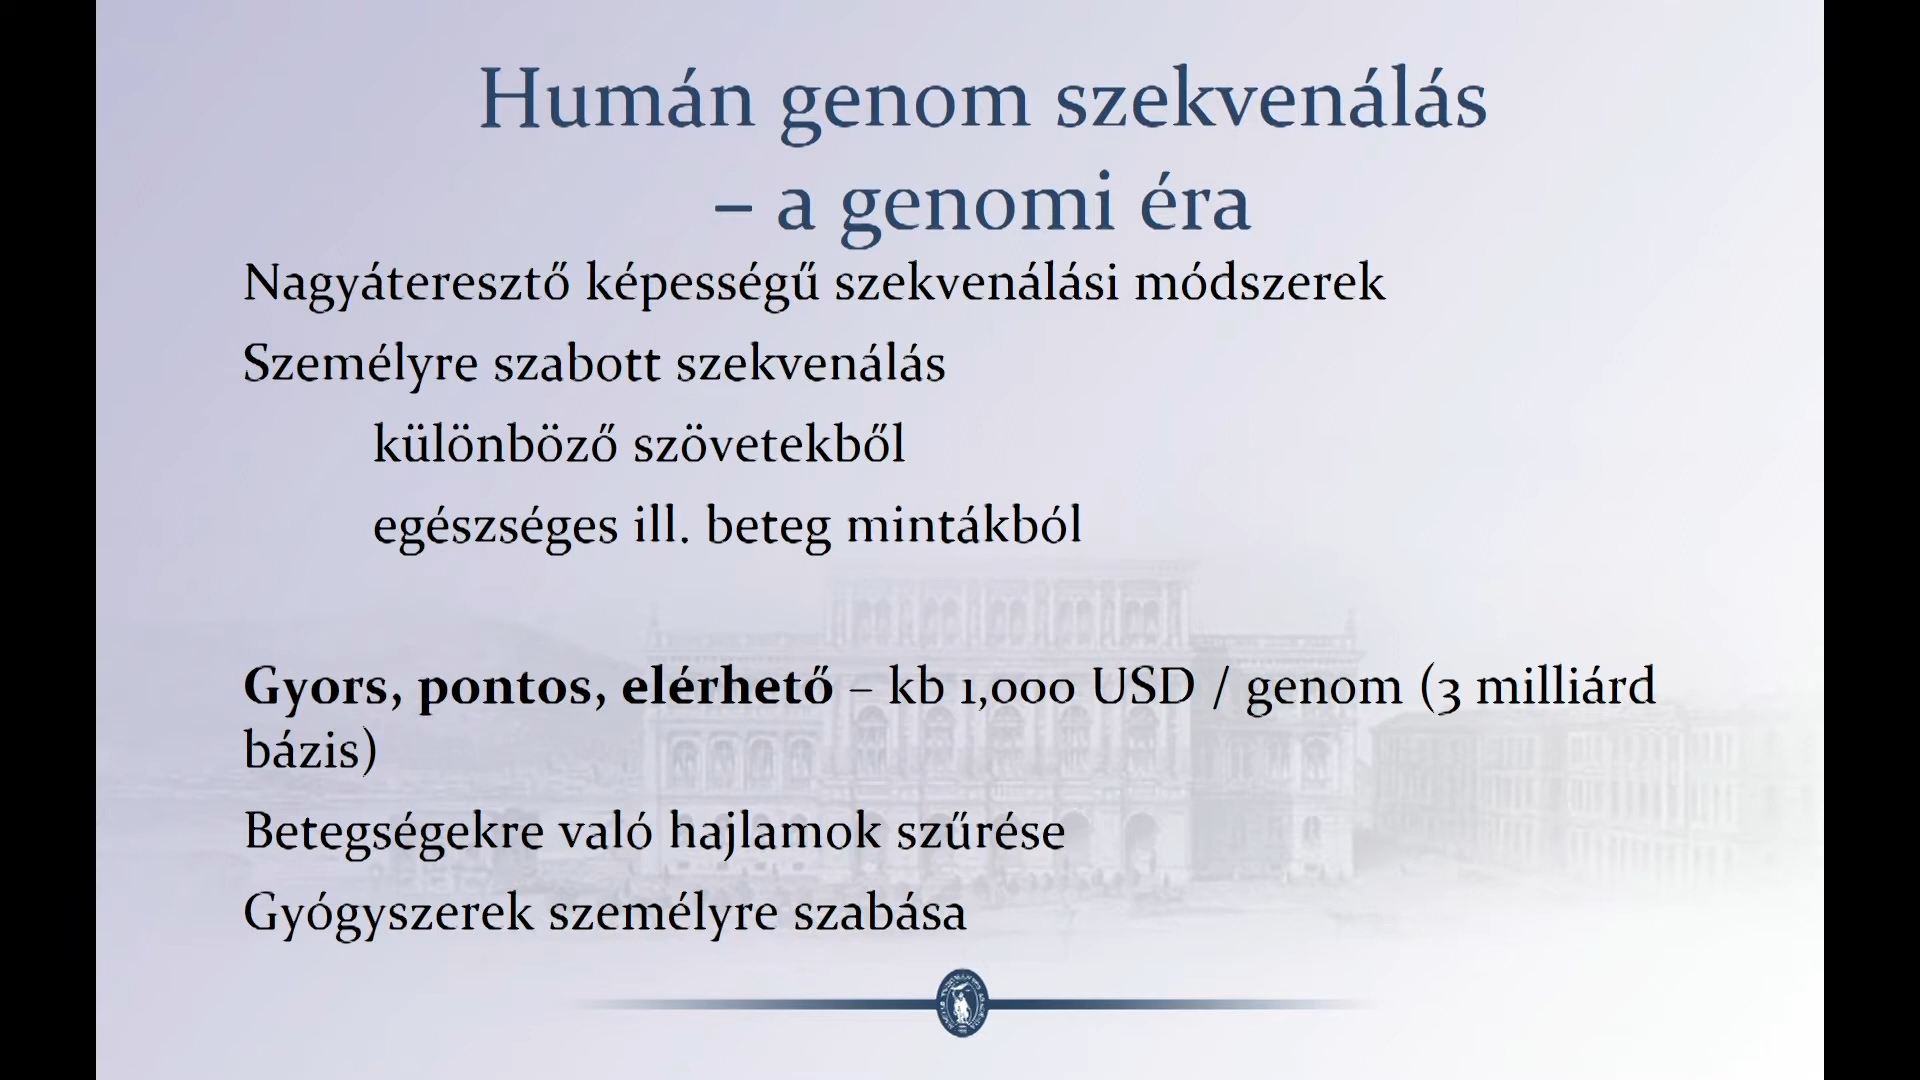 Humán genom szekvenálás
– a genomi éra
Nagyáteresztő képességű szekvenálási módszerek
Személyre szabott szekvenálás
különböző szövetekből
egészséges ill. beteg mintákból
Gyors, pontos, elérhető – kb 1,000 USD / genom (3 milliárd
bázis)
Betegségekre való hajlamok szűrése
Gyógyszerek személyre szabása